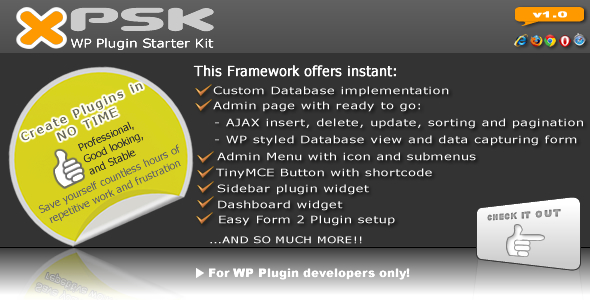 XPSK
WP Plugin Starter Kit
v1.0
This Framework offers instant:
Custom Database implementation
Admin page with ready to go:
- AJAX insert, delete, update, sorting and pagination
- WP styled Database view and data capturing form
Admin Menu with icon and submenus
TinyMCE Button with shortcode
Sidebar plugin widget
Dashboard widget
Easy Form 2 Plugin setup
...AND SO MUCH MORE!!
Create Plugins in
NO TIME
Professional,
Good looking,
and Stable
Save yourself countless hours of
repetitive work and frustration
CHECK IT OUT
For WP Plugin developers only!